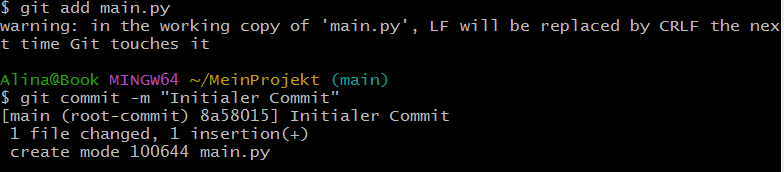 $ git add main.py
warning: in the working copy of 'main.py', LF will be replaced by CRLF the nex
t time Git touches it
Alina@Book MINGW64 ~/MeinProjekt (main)
$ git commit -m "Initialer Commit"
[main (root-commit) 8a58015] Initialer Commit
 1 file changed, 1 insertion(+)
 create mode 100644 main.py